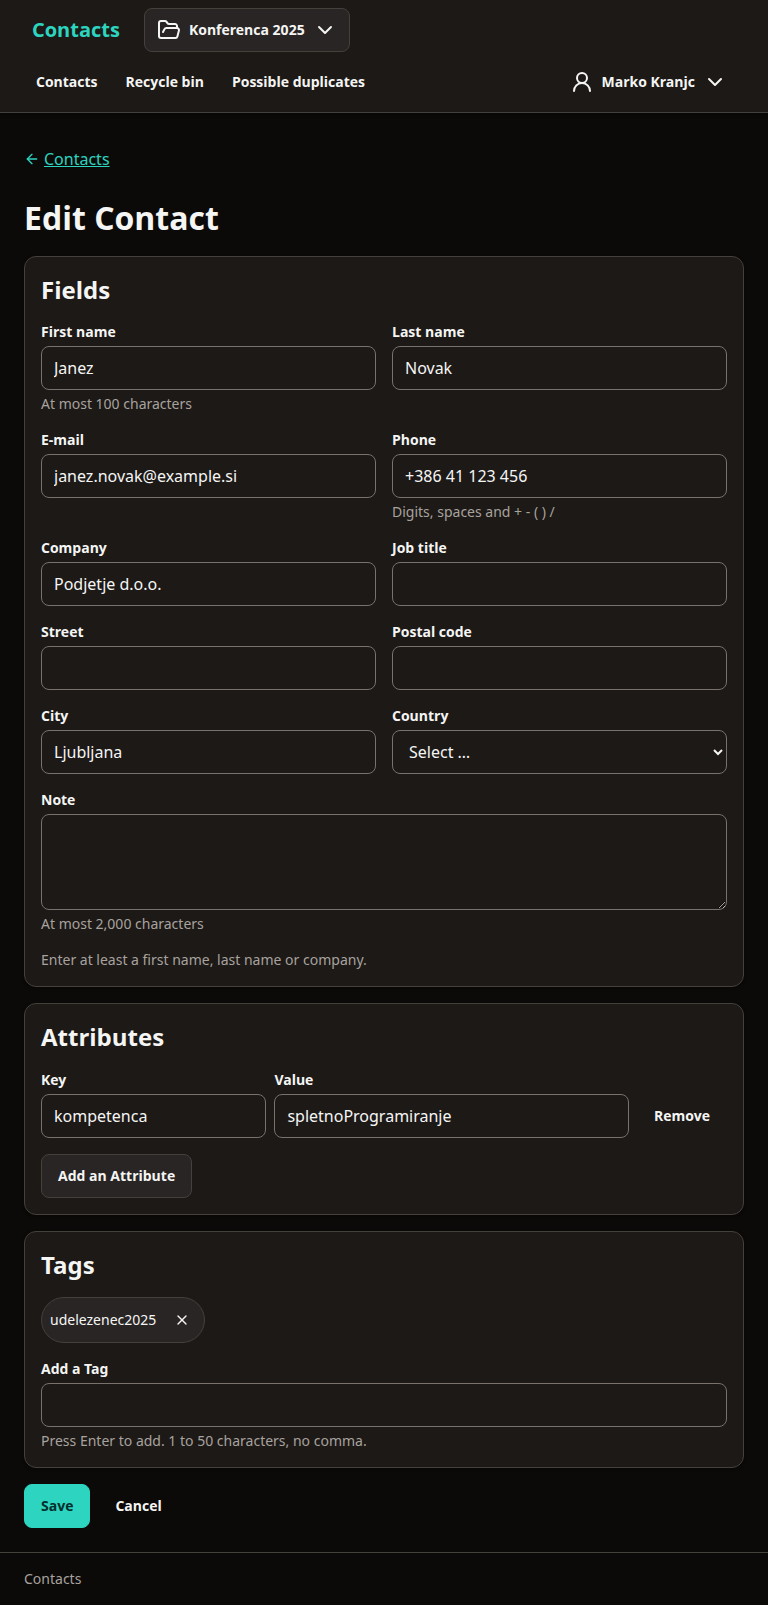 Contacts
Konferenca 2025
Contacts Recycle bin Possible duplicates Marko Kranjc
← Contacts
Edit Contact
Fields
First name Last name
Janez Novak
At most 100 characters
E-mail Phone
janez.novak@example.si +386 41 123 456
Digits, spaces and + - ( ) /
Company Job title
Podjetje d.o.o.
Street Postal code
City Country
Ljubljana Select ...
Note
At most 2,000 characters
Enter at least a first name, last name or company.
Attributes
Key Value
kompetenca spletnoProgramiranje Remove
Add an Attribute
Tags
udelezenec2025
Add a Tag
Press Enter to add. 1 to 50 characters, no comma.
Save Cancel
Contacts